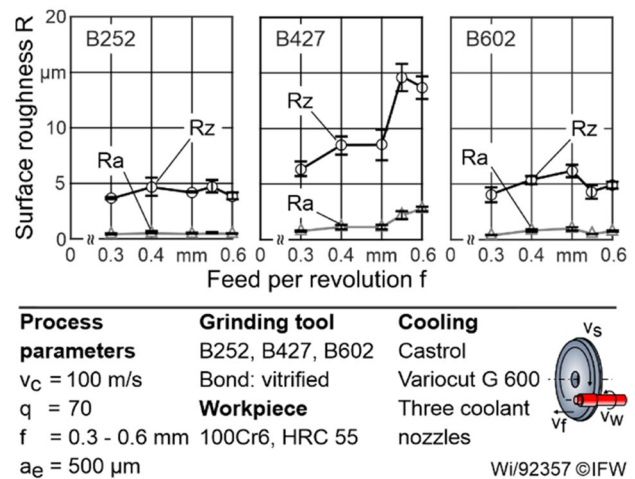 Surface roughness R
20
µm
10
5
0
B252
Rz
Ra
B427
Rz
Ra
B602
Rz
Ra
0 0.3 0.4 mm 0.6 0 0.3 0.4 mm 0.6 0 0.3 0.4 mm 0.6
Feed per revolution f
Process
parameters
vc = 100 m/s
q = 70
f = 0.3 - 0.6 mm
ae = 500 µm
Grinding tool
B252, B427, B602
Bond: vitrified
Workpiece
100Cr6, HRC 55
Cooling
Castrol
Variocut G 600
Three coolant
nozzles
vs
vf
vw
Wi/92357 ©IFW